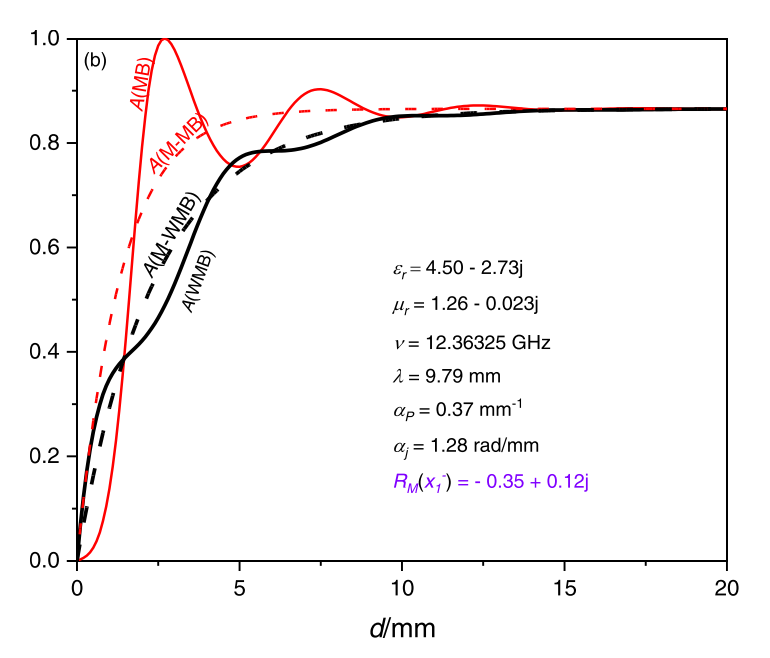 1.0
(b)
A(MB)
0.8
A(M-MB)
A(M-WMB)
A(WMB)
0.6
εr = 4.50 - 2.73j
μr = 1.26 - 0.023j
ν = 12.36325 GHz
0.4
λ = 9.79 mm
αP = 0.37 mm⁻¹
αj = 1.28 rad/mm
RM(x₁⁻) = - 0.35 + 0.12j
0.2
0.0
0 5 10 15 20
d/mm